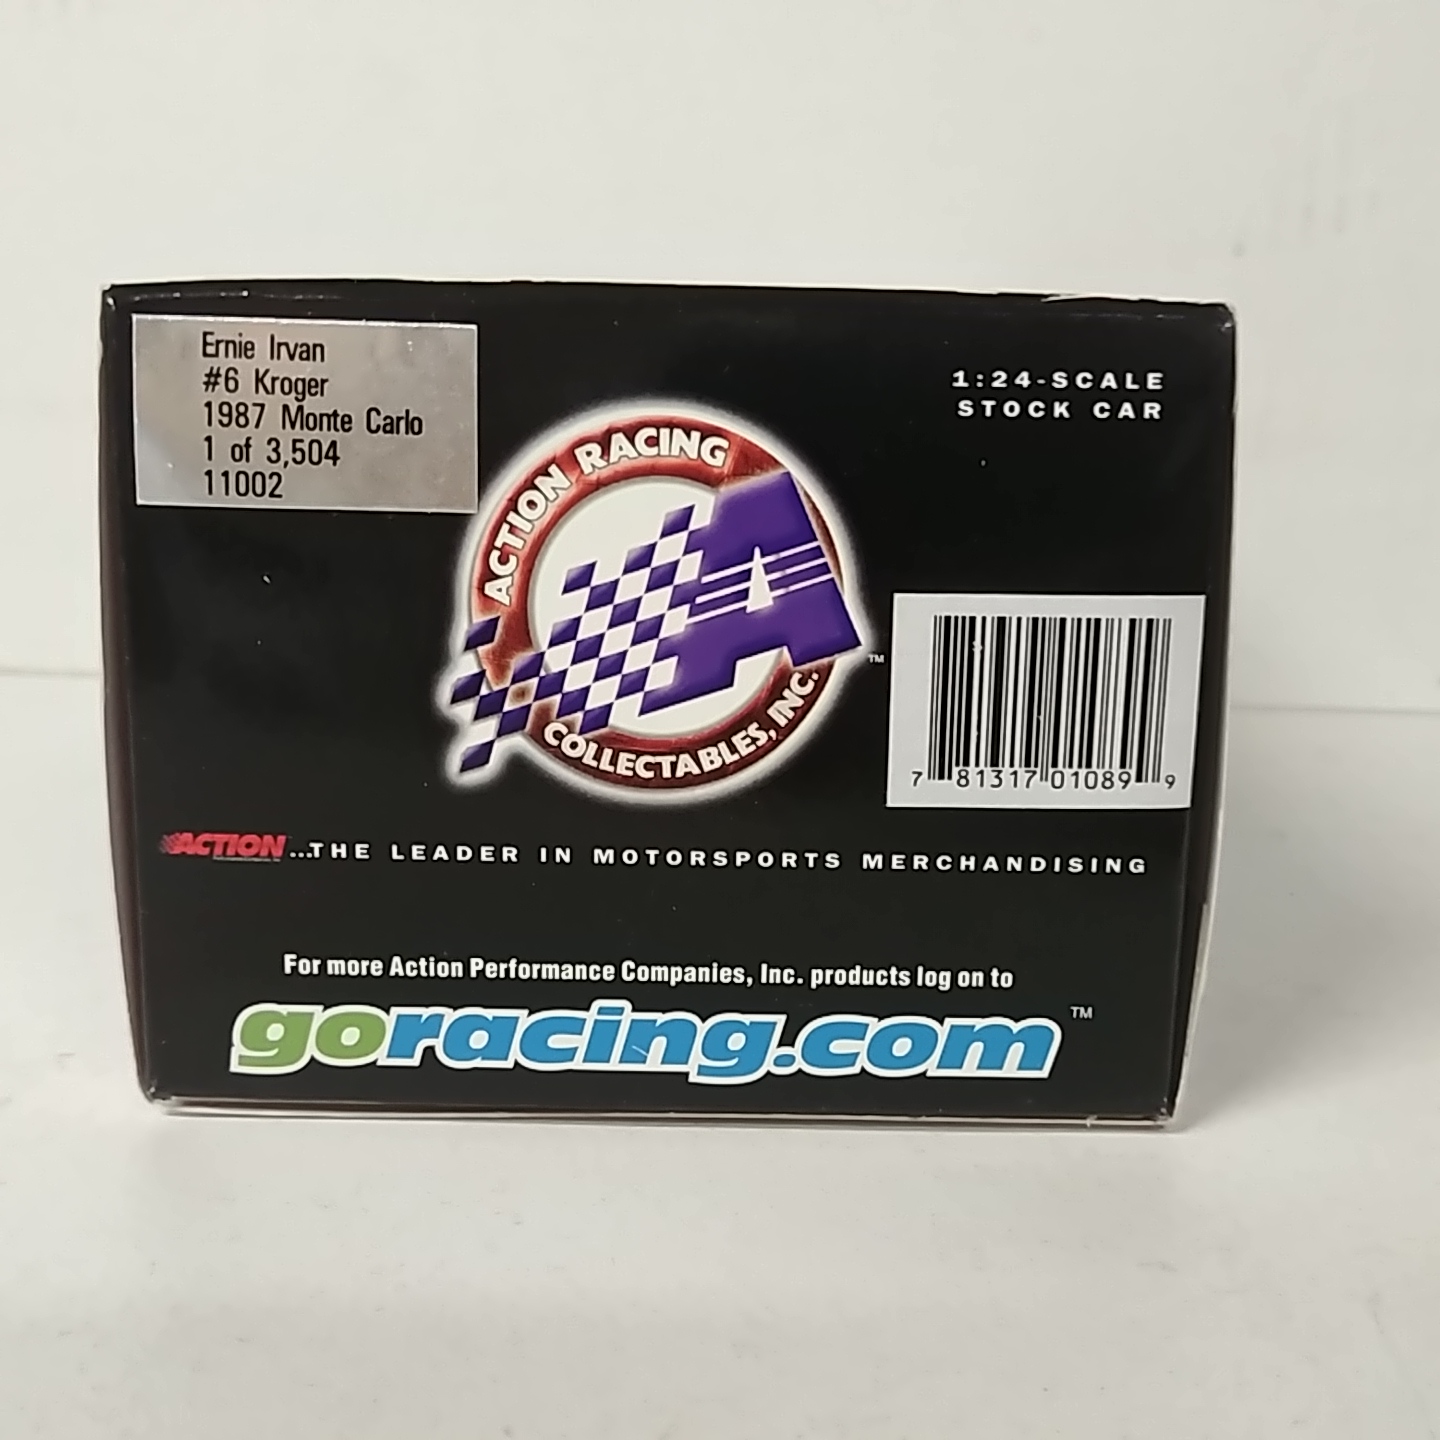 Ernie Irvan
#6 Kroger
1987 Monte Carlo
1 of 3,504
11002
1:24-SCALE
STOCK CAR
ACTION RACING
COLLECTABLES, INC.
A
TM
7 81317 01089 9
ACTION ...THE LEADER IN MOTORSPORTS MERCHANDISING
For more Action Performance Companies, Inc. products log on to
goracing.com TM